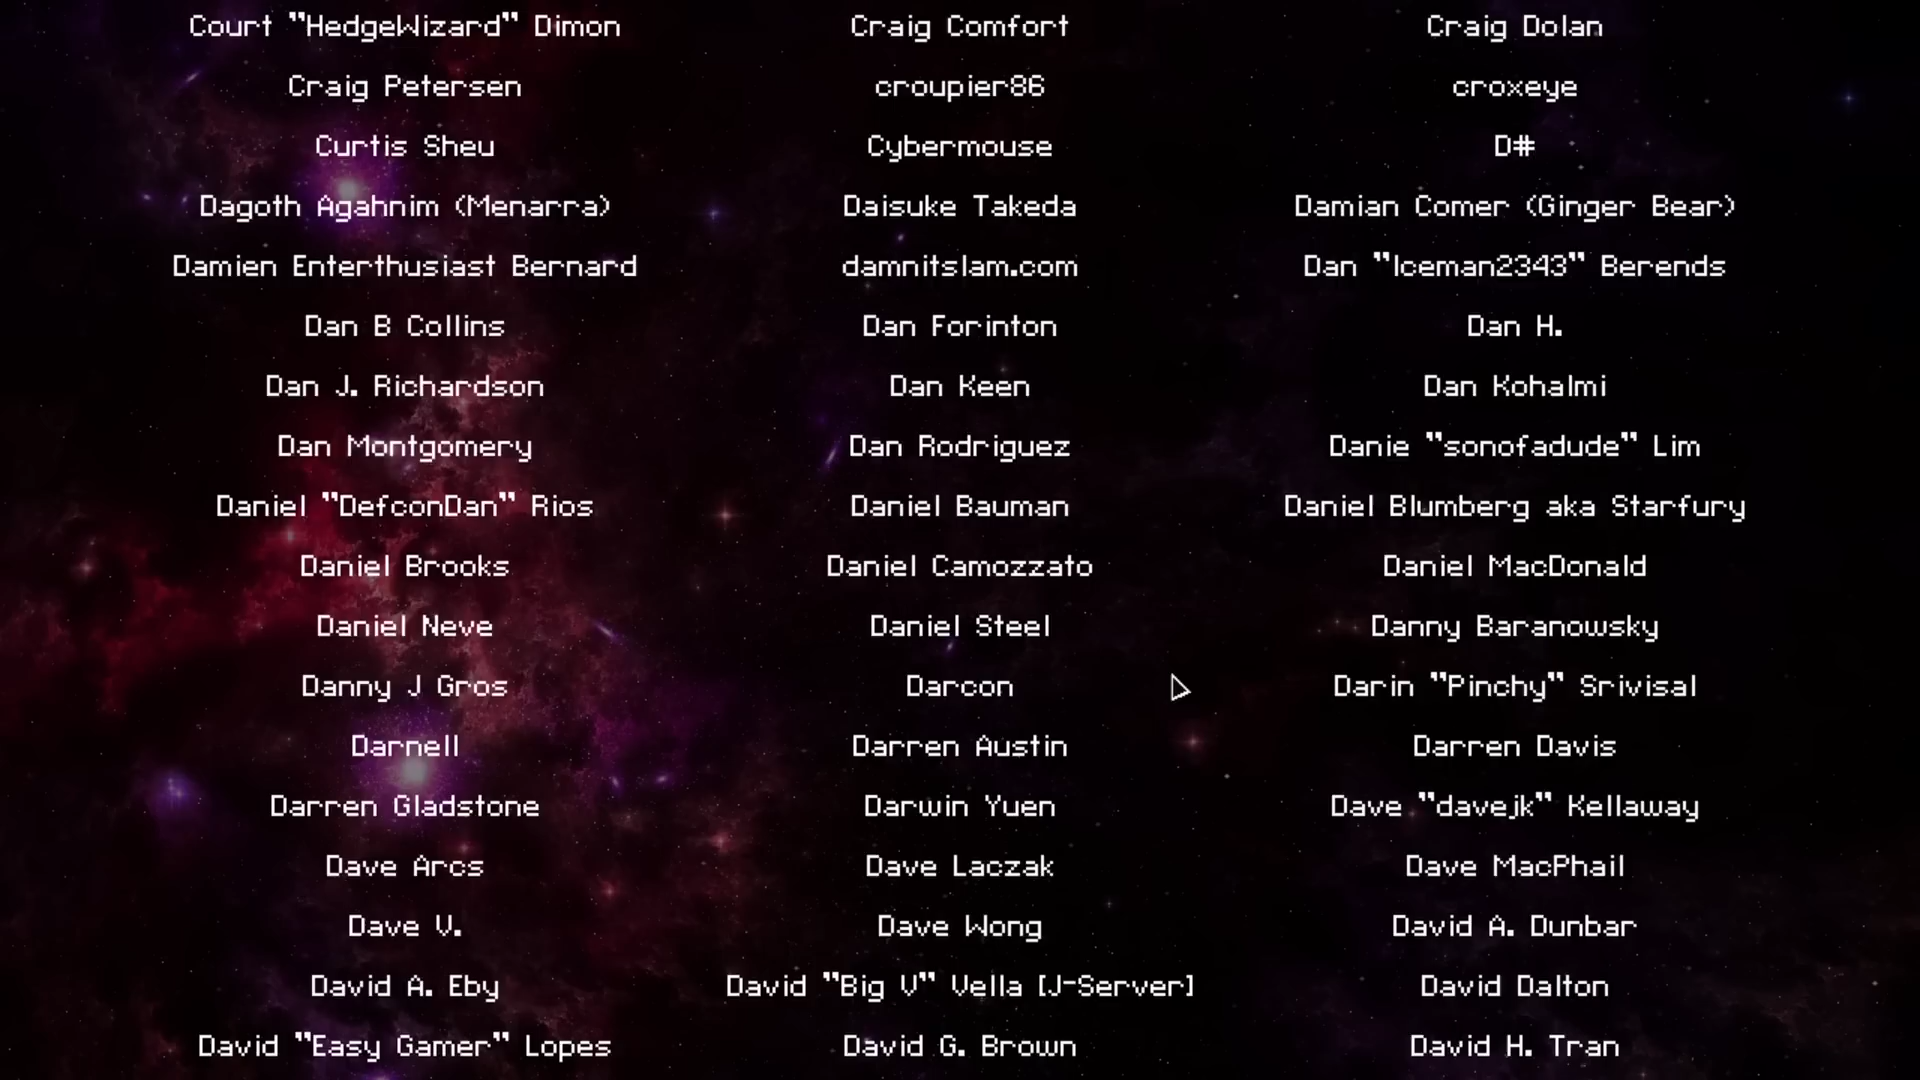 Court "HedgeWizard" Dimon Craig Comfort Craig Dolan
Craig Petersen croupier86 croxeye
Curtis Sheu Cybermouse D#
Dagoth Agahnim (Menarra) Daisuke Takeda Damian Comer (Ginger Bear)
Damien Enterthusiast Bernard damnitslam.com Dan "Iceman2343" Berends
Dan B Collins Dan Forinton Dan H.
Dan J. Richardson Dan Keen Dan Kohalmi
Dan Montgomery Dan Rodriguez Danie "sonofadude" Lim
Daniel "DefconDan" Rios Daniel Bauman Daniel Blumberg aka Starfury
Daniel Brooks Daniel Camozzato Daniel MacDonald
Daniel Neve Daniel Steel Danny Baranowsky
Danny J Gros Darcon Darin "Pinchy" Srivisal
Darnell Darren Austin Darren Davis
Darren Gladstone Darwin Yuen Dave "davejk" Kellaway
Dave Arcs Dave Laczak Dave MacPhail
Dave V. Dave Wong David A. Dunbar
David A. Eby David "Big V" Vella [J-Server] David Dalton
David "Easy Gamer" Lopes David G. Brown David H. Tran